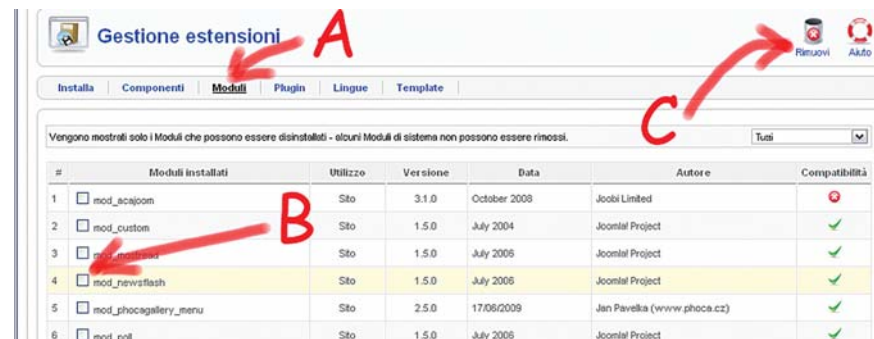 Gestione estensioni
A
Rimuovi Aiuto
Installa Componenti Moduli Plugin Lingue Template
C
Vengono mostrati solo i Moduli che possono essere disinstallati - alcuni Moduli di sistema non possono essere rimossi. Tutti
# Moduli installati Utilizzo Versione Data Autore Compatibilità
1 mod_acajoom Sito 3.1.0 October 2008 Joobi Limited
2 mod_custom Sito 1.5.0 July 2004 Joomla! Project
B
3 mod_mostread Sito 1.5.0 July 2006 Joomla! Project
4 mod_newsflash Sito 1.5.0 July 2006 Joomla! Project
5 mod_phocagallery_menu Sito 2.5.0 17/06/2009 Jan Pavelka (www.phoca.cz)
6 mod_poll Sito 1.5.0 July 2006 Joomla! Project